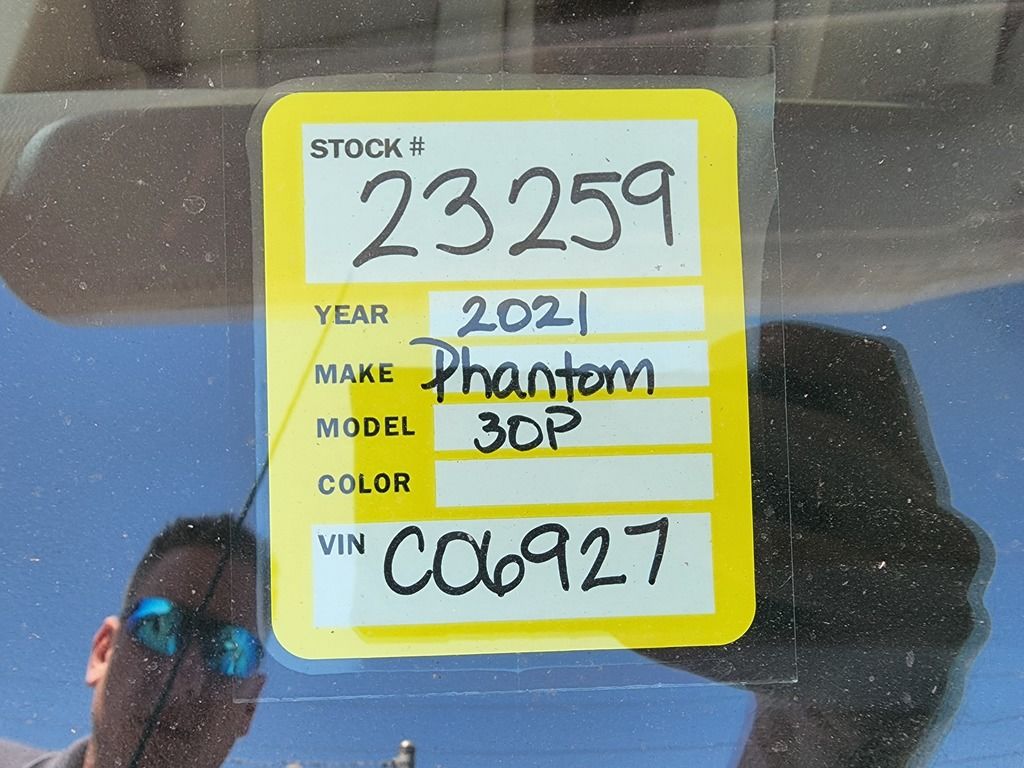 STOCK #
23259
YEAR 2021
MAKE Phantom
MODEL 30P
COLOR
VIN C06927